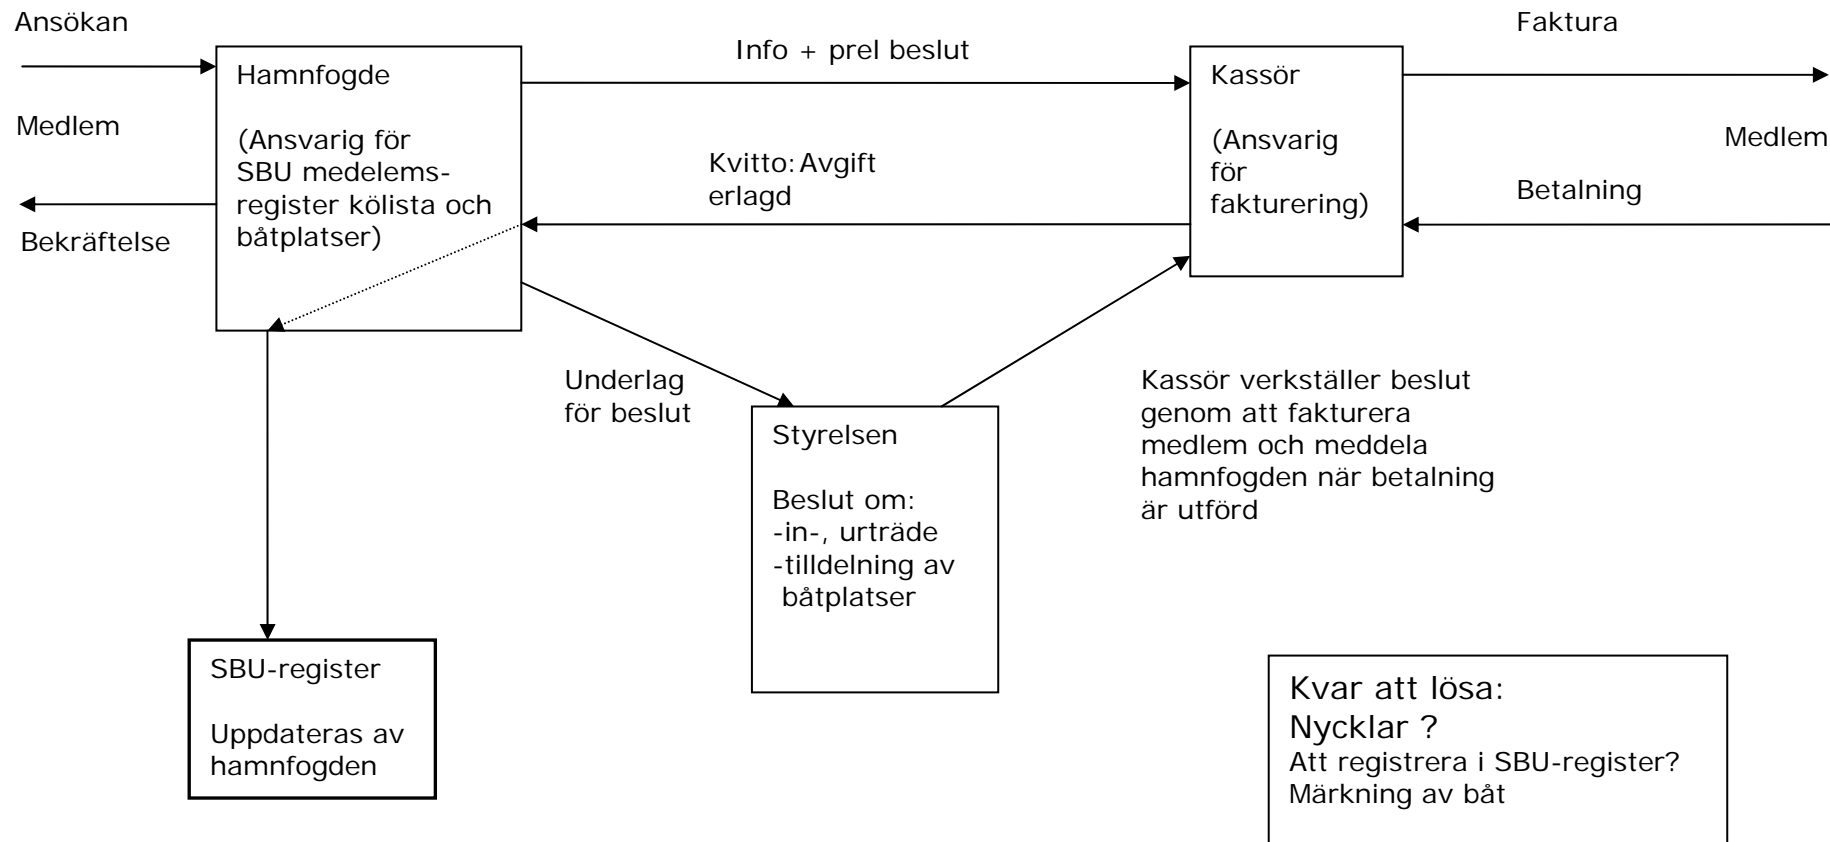 Ansökan
Medlem
Bekräftelse
Hamnfogde
(Ansvarig för
SBU medelems-
register kölista och
båtplatser)
Info + prel beslut
Kvitto: Avgift
erlagd
Kassör
(Ansvarig
för
fakturering)
Faktura
Medlem
Betalning
Underlag
för beslut
Styrelsen
Beslut om:
-in-, urträde
-tilldelning av
båtplatser
Kassör verkställer beslut
genom att fakturera
medlem och meddela
hamnfogden när betalning
är utförd
SBU-register
Uppdateras av
hamnfogden
Kvar att lösa:
Nycklar ?
Att registrera i SBU-register?
Märkning av båt